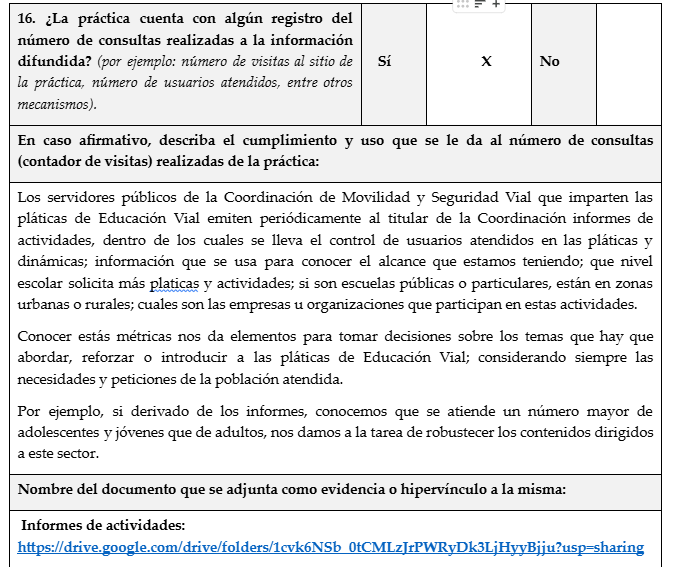 16. ¿La práctica cuenta con algún registro del
número de consultas realizadas a la información
difundida? (por ejemplo: número de visitas al sitio de
la práctica, número de usuarios atendidos, entre otros
mecanismos).
Sí
X
No
En caso afirmativo, describa el cumplimiento y uso que se le da al número de consultas
(contador de visitas) realizadas de la práctica:
Los servidores públicos de la Coordinación de Movilidad y Seguridad Vial que imparten las
pláticas de Educación Vial emiten periódicamente al titular de la Coordinación informes de
actividades, dentro de los cuales se lleva el control de usuarios atendidos en las pláticas y
dinámicas; información que se usa para conocer el alcance que estamos teniendo; que nivel
escolar solicita más platicas y actividades; si son escuelas públicas o particulares, están en zonas
urbanas o rurales; cuales son las empresas u organizaciones que participan en estas actividades.
Conocer estás métricas nos da elementos para tomar decisiones sobre los temas que hay que
abordar, reforzar o introducir a las pláticas de Educación Vial; considerando siempre las
necesidades y peticiones de la población atendida.
Por ejemplo, si derivado de los informes, conocemos que se atiende un número mayor de
adolescentes y jóvenes que de adultos, nos damos a la tarea de robustecer los contenidos dirigidos
a este sector.
Nombre del documento que se adjunta como evidencia o hipervínculo a la misma:
Informes de actividades:
https://drive.google.com/drive/folders/1cvk6NSb_0tCMLzJrPWRyDk3LjHyyBjju?usp=sharing